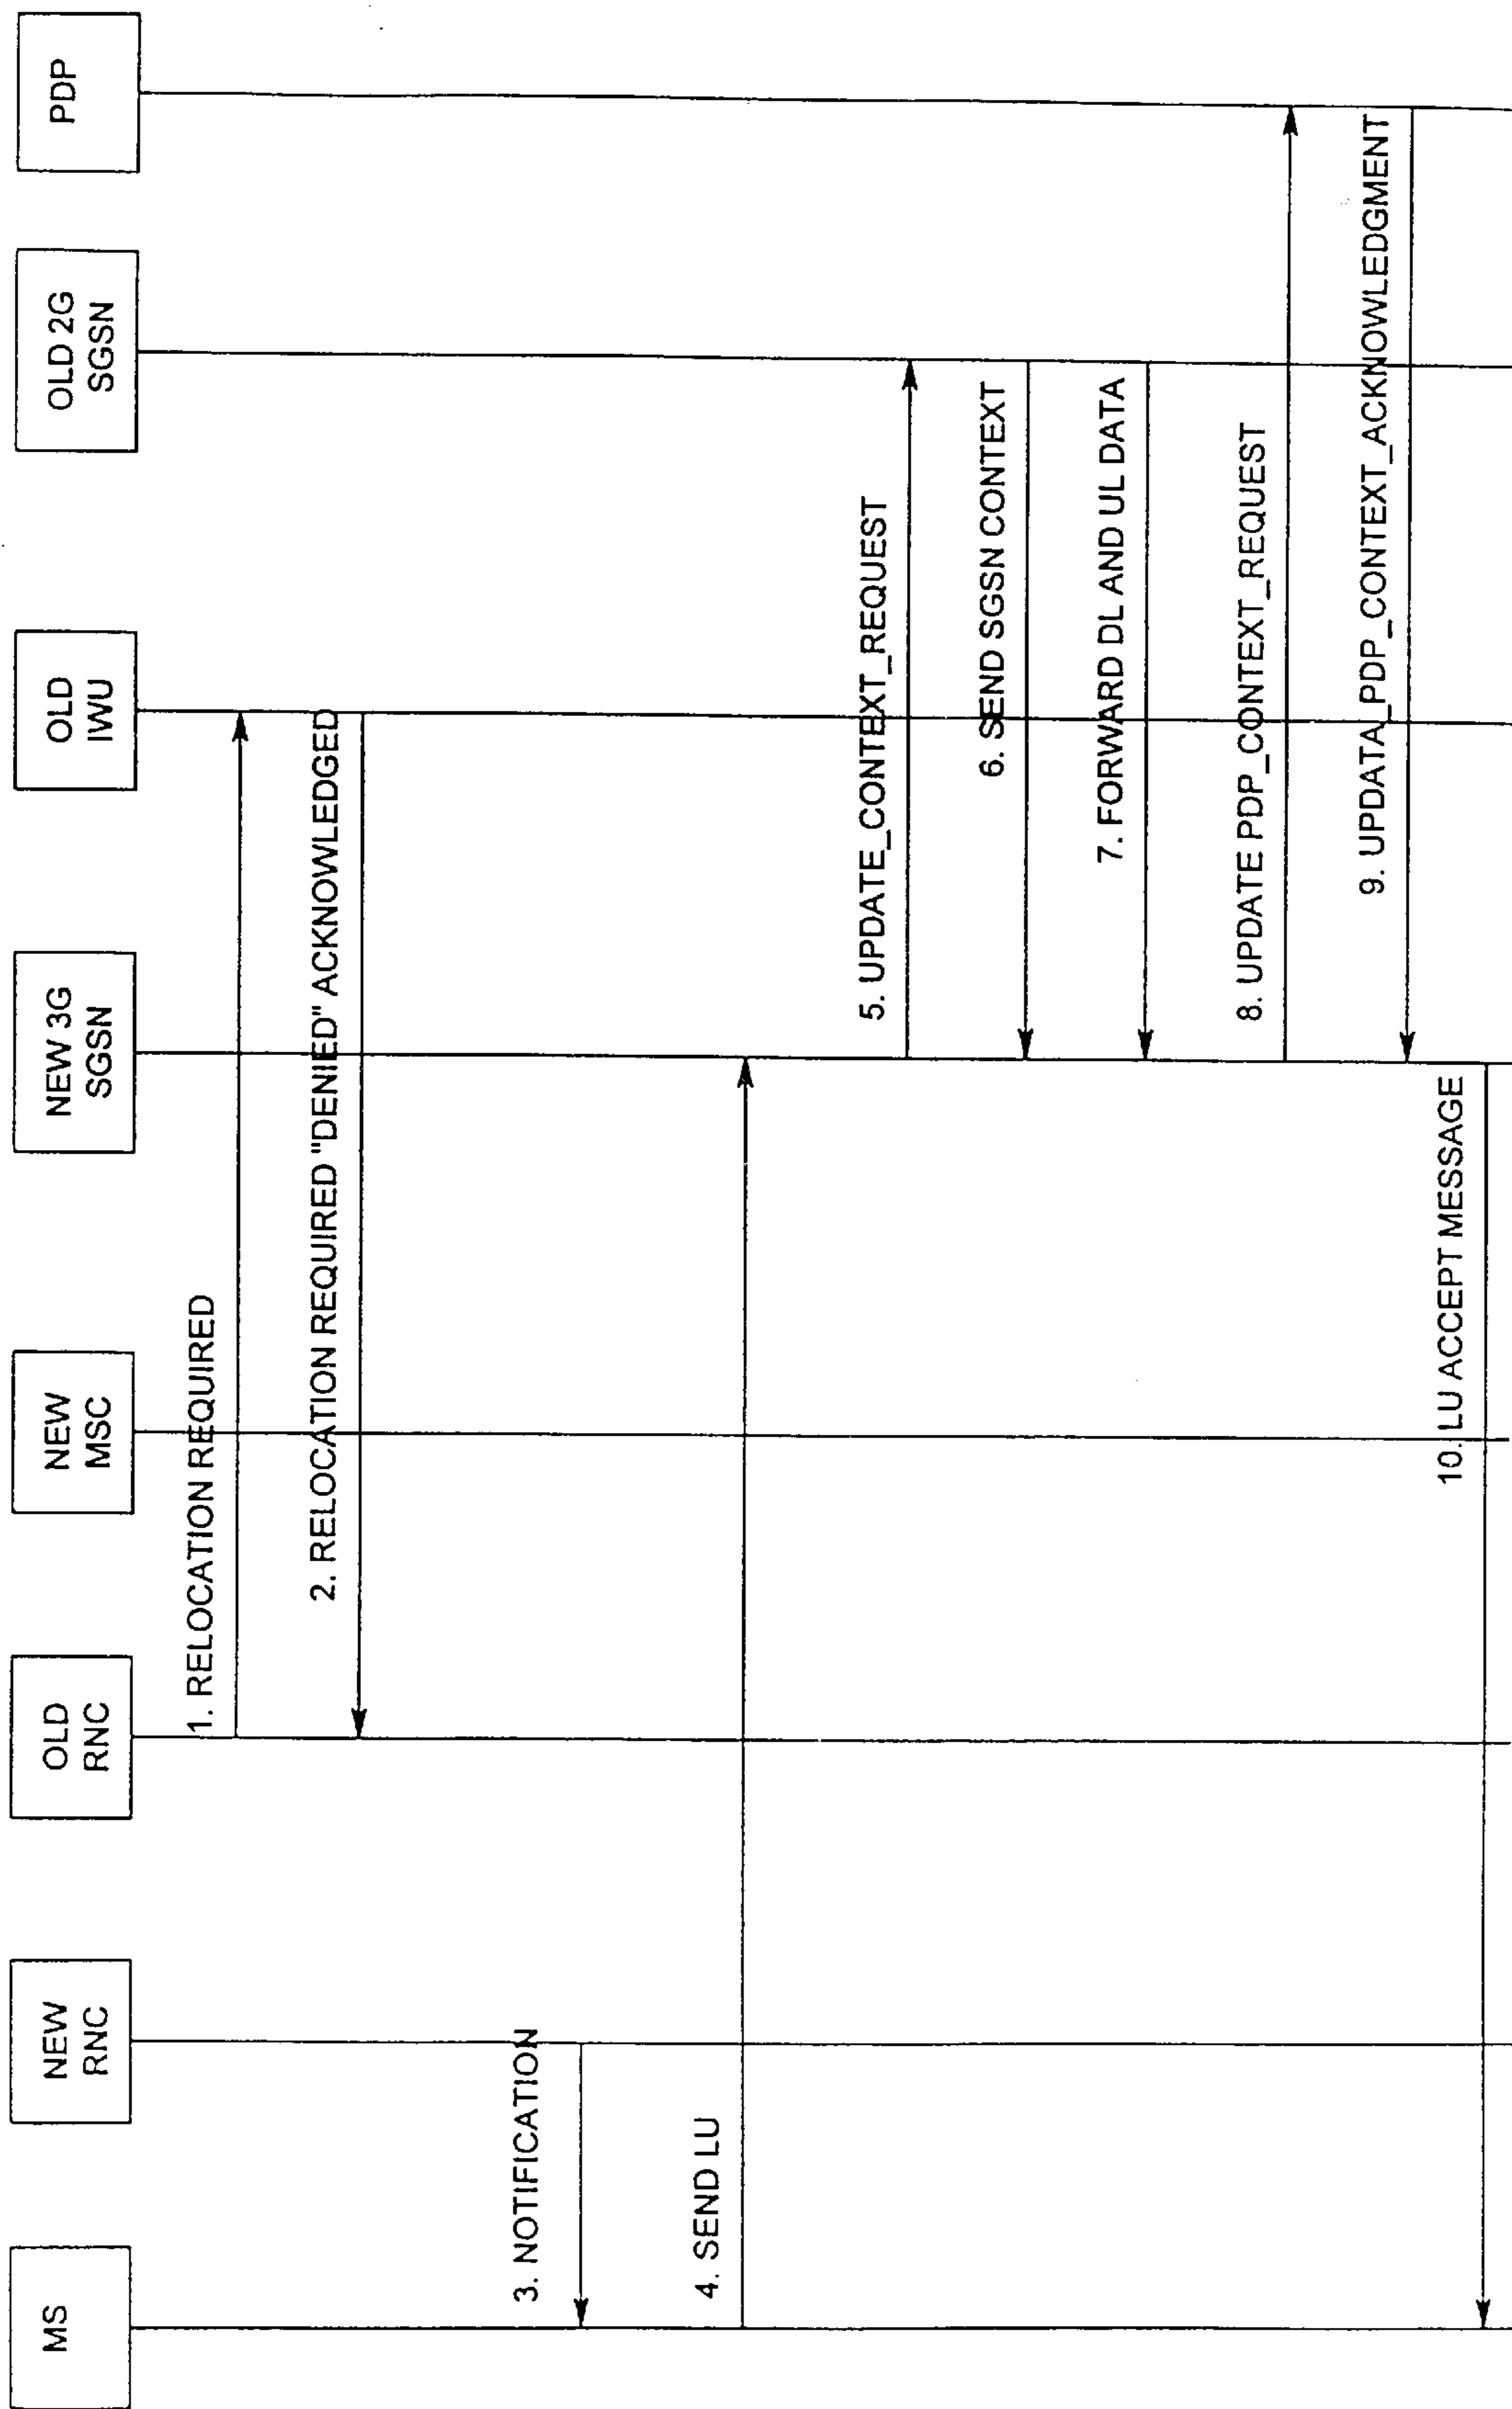 MS
NEW
RNC
OLD
RNC
NEW
MSC
NEW 3G
SGSN
OLD
IWU
OLD 2G
SGSN
PDP
1. RELOCATION REQUIRED
2. RELOCATION REQUIRED "DENIED" ACKNOWLEDGED
3. NOTIFICATION
4. SEND LU
5. UPDATE_CONTEXT_REQUEST
6. SEND SGSN CONTEXT
7. FORWARD DL AND UL DATA
8. UPDATE PDP_CONTEXT_REQUEST
9. UPDATA_PDP_CONTEXT_ACKNOWLEDGMENT
10. LU ACCEPT MESSAGE